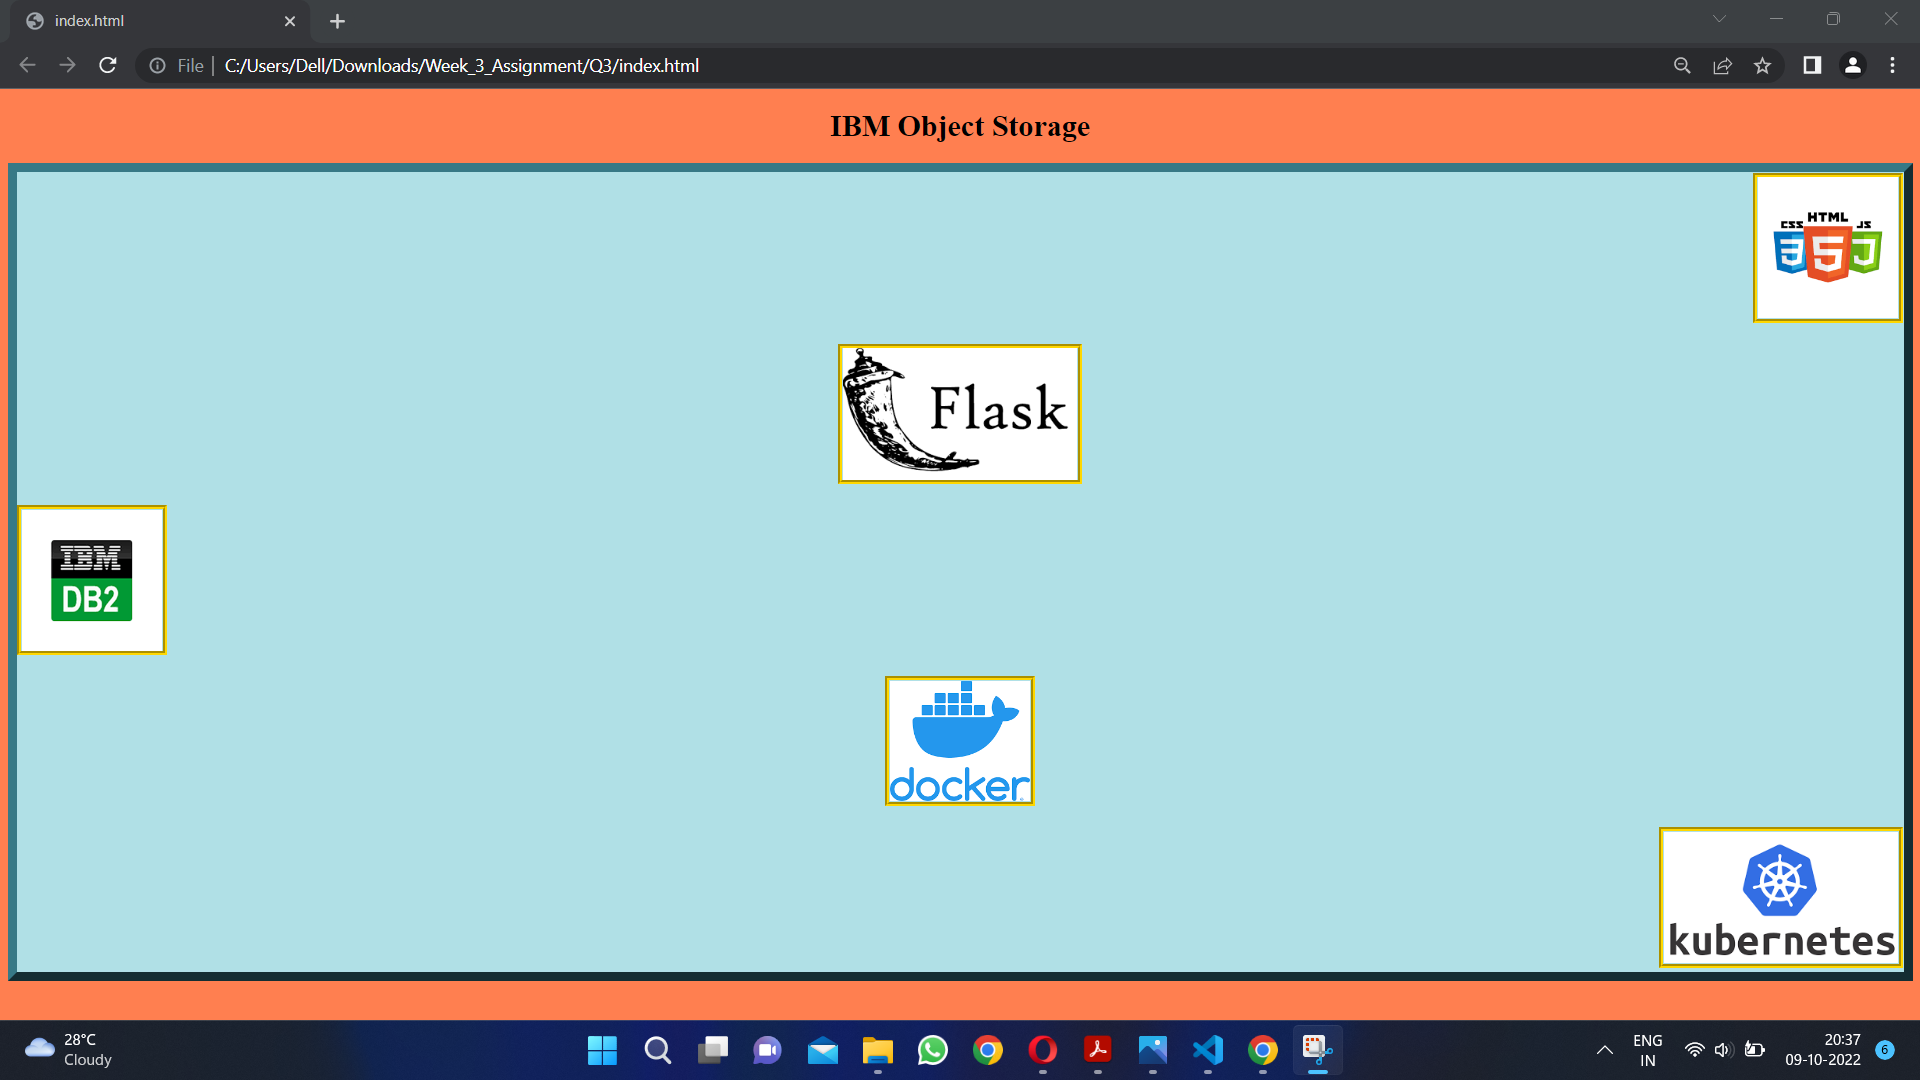 index.html
File
C:/Users/Dell/Downloads/Week_3_Assignment/Q3/index.html
IBM Object Storage
CSS HTML JS
Flask
IBM
DB2
docker
kubernetes
28°C
Cloudy
ENG
IN
20:37
09-10-2022
6